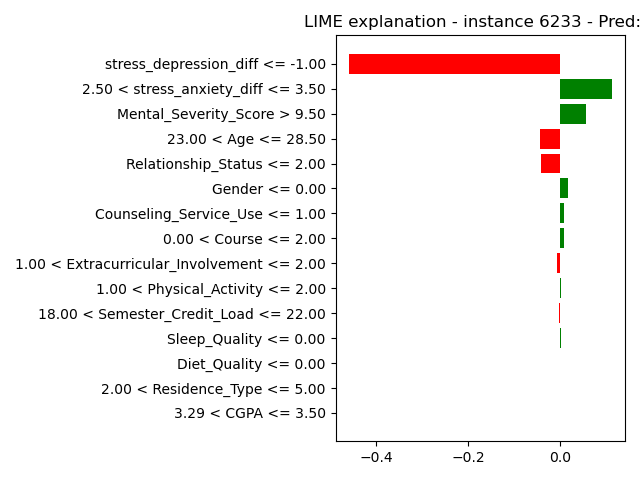 LIME explanation - instance 6233 - Pred:
stress_depression_diff <= -1.00
2.50 < stress_anxiety_diff <= 3.50
Mental_Severity_Score > 9.50
23.00 < Age <= 28.50
Relationship_Status <= 2.00
Gender <= 0.00
Counseling_Service_Use <= 1.00
0.00 < Course <= 2.00
1.00 < Extracurricular_Involvement <= 2.00
1.00 < Physical_Activity <= 2.00
18.00 < Semester_Credit_Load <= 22.00
Sleep_Quality <= 0.00
Diet_Quality <= 0.00
2.00 < Residence_Type <= 5.00
3.29 < CGPA <= 3.50
−0.4 −0.2 0.0